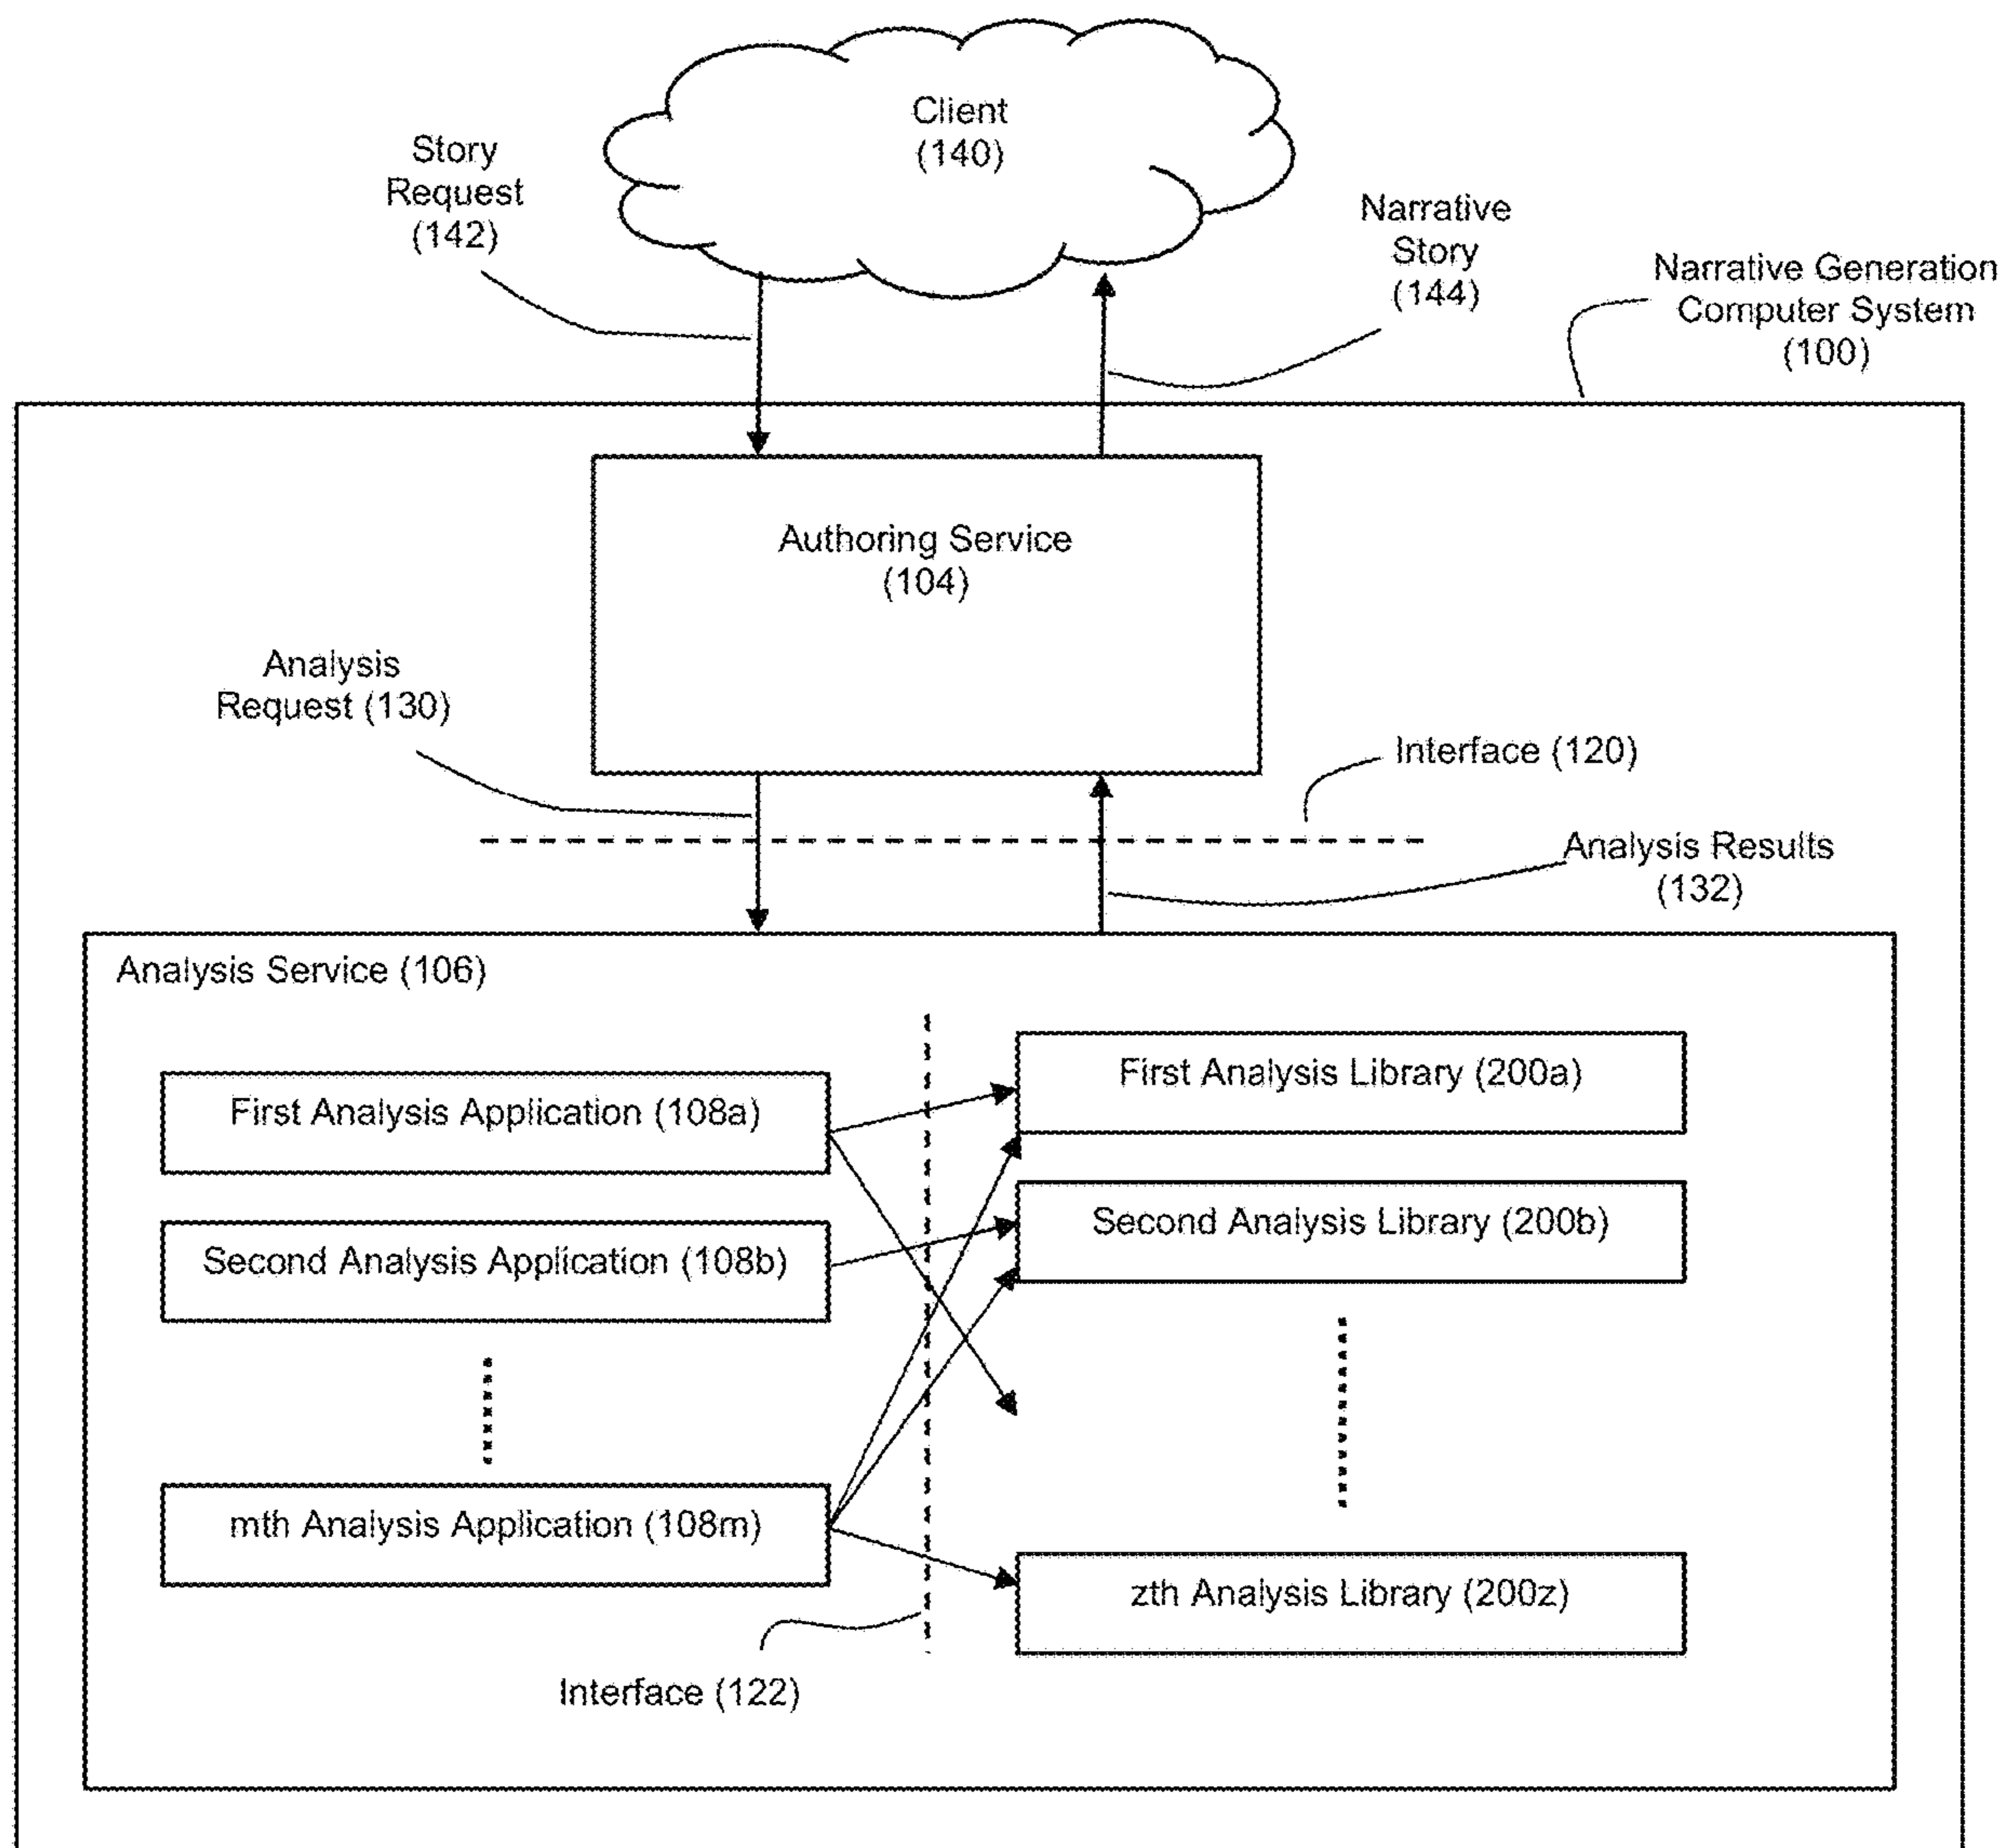 Client
(140)
Story
Request
(142)
Narrative
Story
(144)
Narrative Generation
Computer System
(100)
Authoring Service
(104)
Analysis
Request (130)
Interface (120)
Analysis Results
(132)
Analysis Service (106)
First Analysis Application (108a)
First Analysis Library (200a)
Second Analysis Application (108b)
Second Analysis Library (200b)
mth Analysis Application (108m)
zth Analysis Library (200z)
Interface (122)